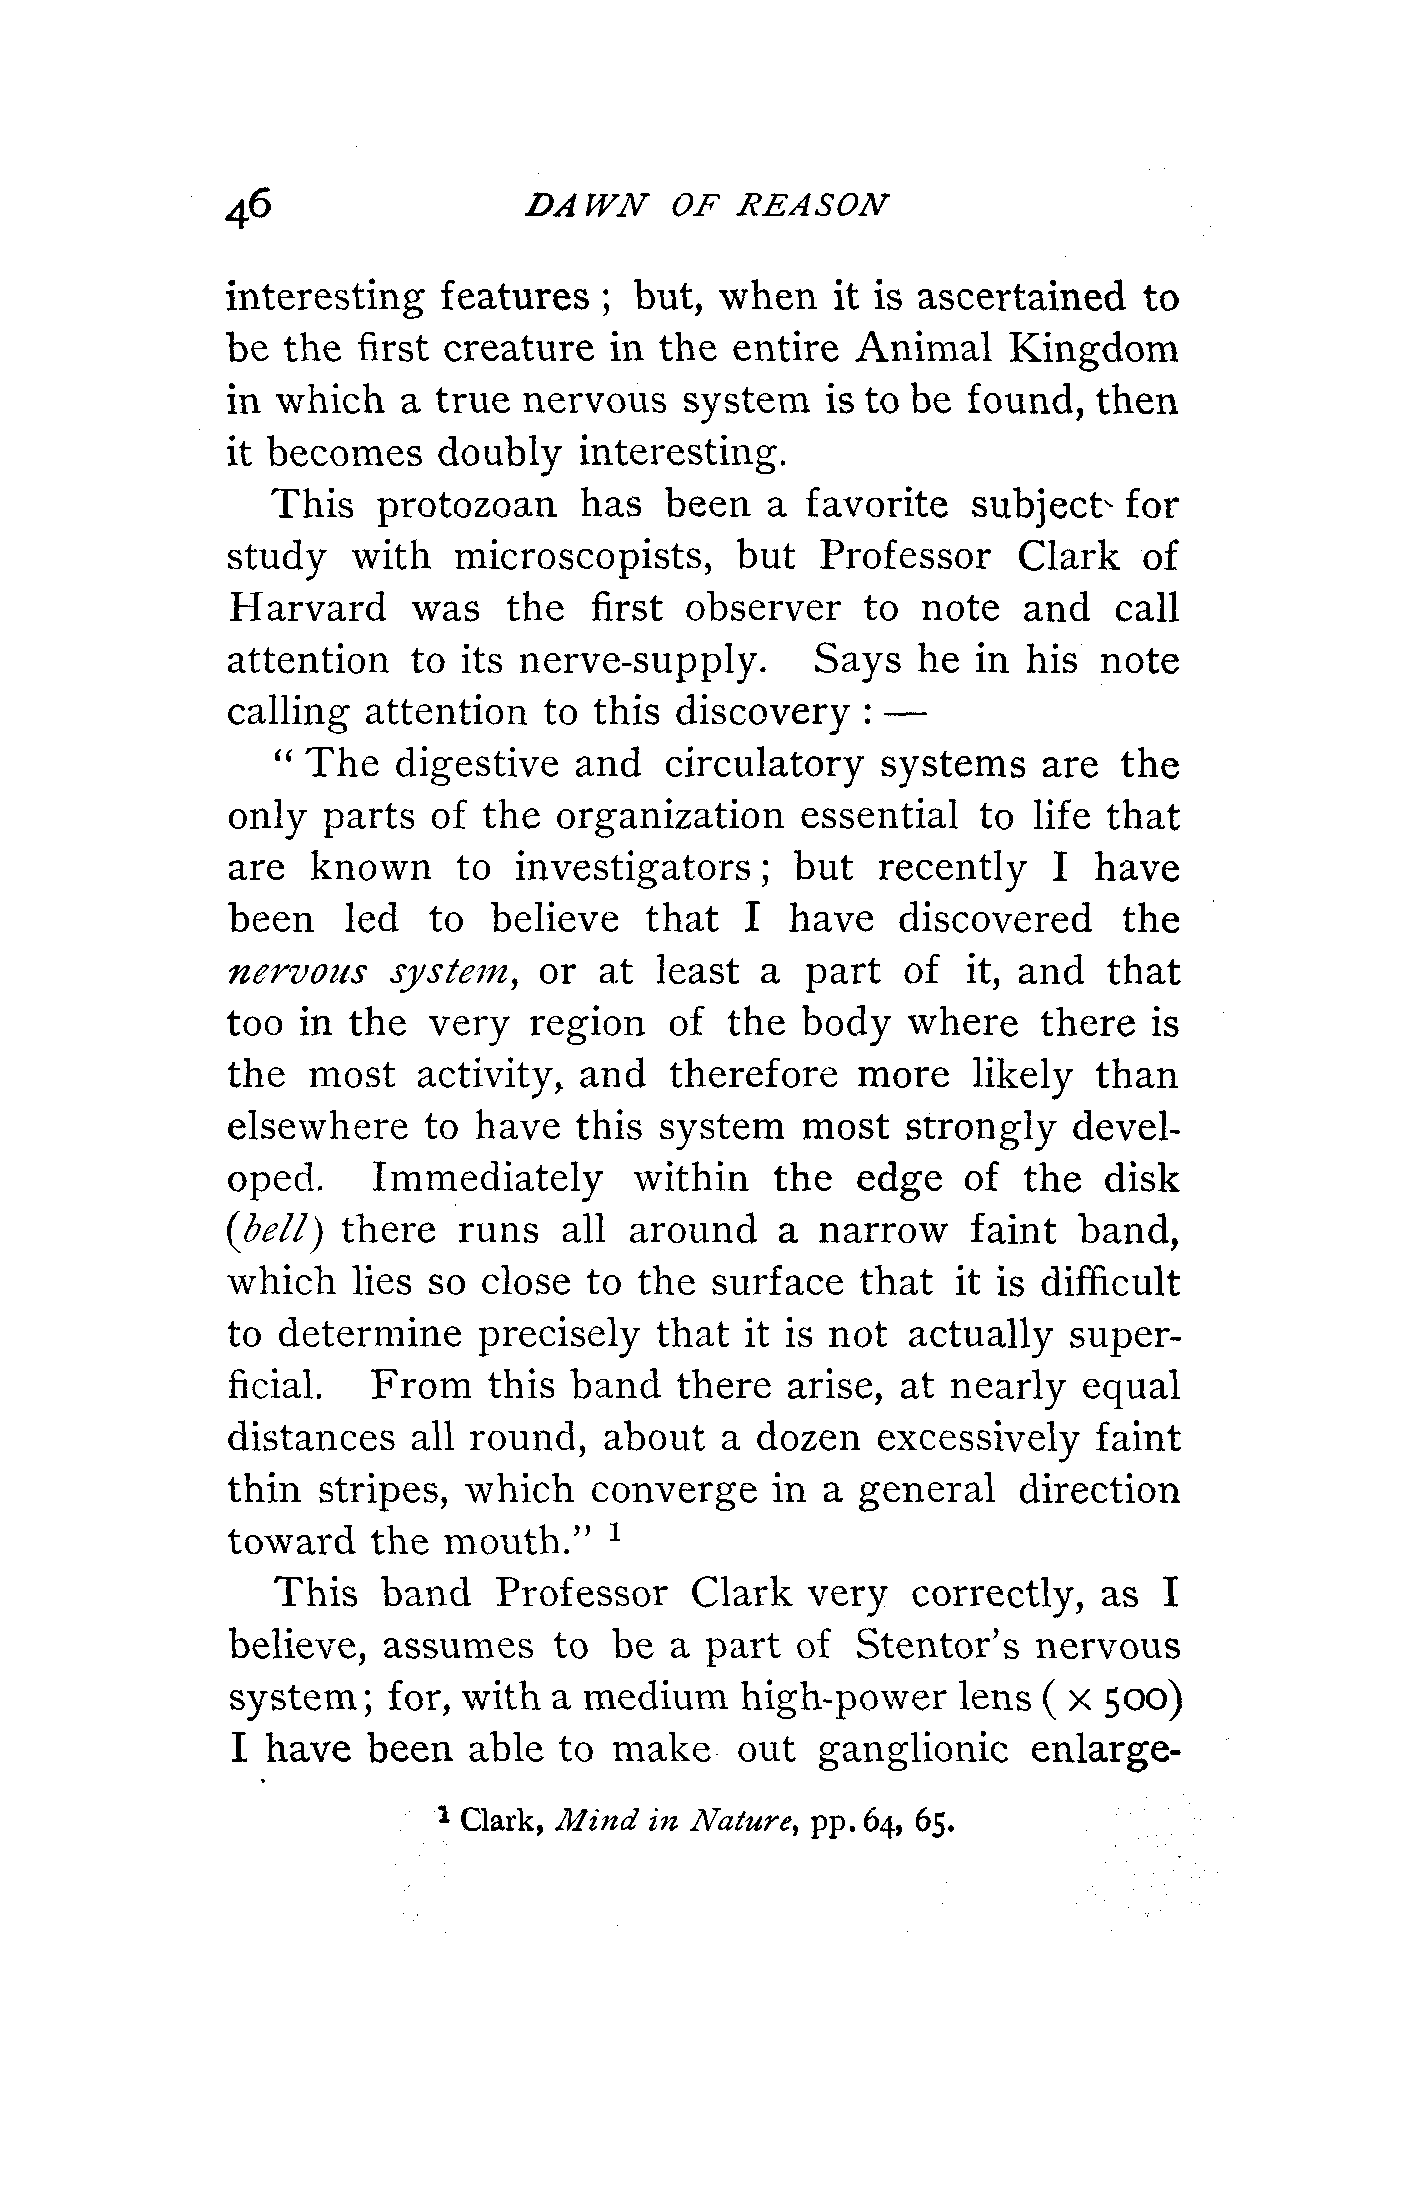 46 DAWN OF REASON
interesting features ; but, when it is ascertained to
be the first creature in the entire Animal Kingdom
in which a true nervous system is to be found, then
it becomes doubly interesting.
This protozoan has been a favorite subject for
study with microscopists, but Professor Clark of
Harvard was the first observer to note and call
attention to its nerve-supply. Says he in his note
calling attention to this discovery : —
“ The digestive and circulatory systems are the
only parts of the organization essential to life that
are known to investigators ; but recently I have
been led to believe that I have discovered the
nervous system, or at least a part of it, and that
too in the very region of the body where there is
the most activity, and therefore more likely than
elsewhere to have this system most strongly devel-
oped. Immediately within the edge of the disk
(bell) there runs all around a narrow faint band,
which lies so close to the surface that it is difficult
to determine precisely that it is not actually super-
ficial. From this band there arise, at nearly equal
distances all round, about a dozen excessively faint
thin stripes, which converge in a general direction
toward the mouth.” ¹
This band Professor Clark very correctly, as I
believe, assumes to be a part of Stentor’s nervous
system ; for, with a medium high-power lens ( × 500)
I have been able to make out ganglionic enlarge-
¹ Clark, Mind in Nature, pp. 64, 65.